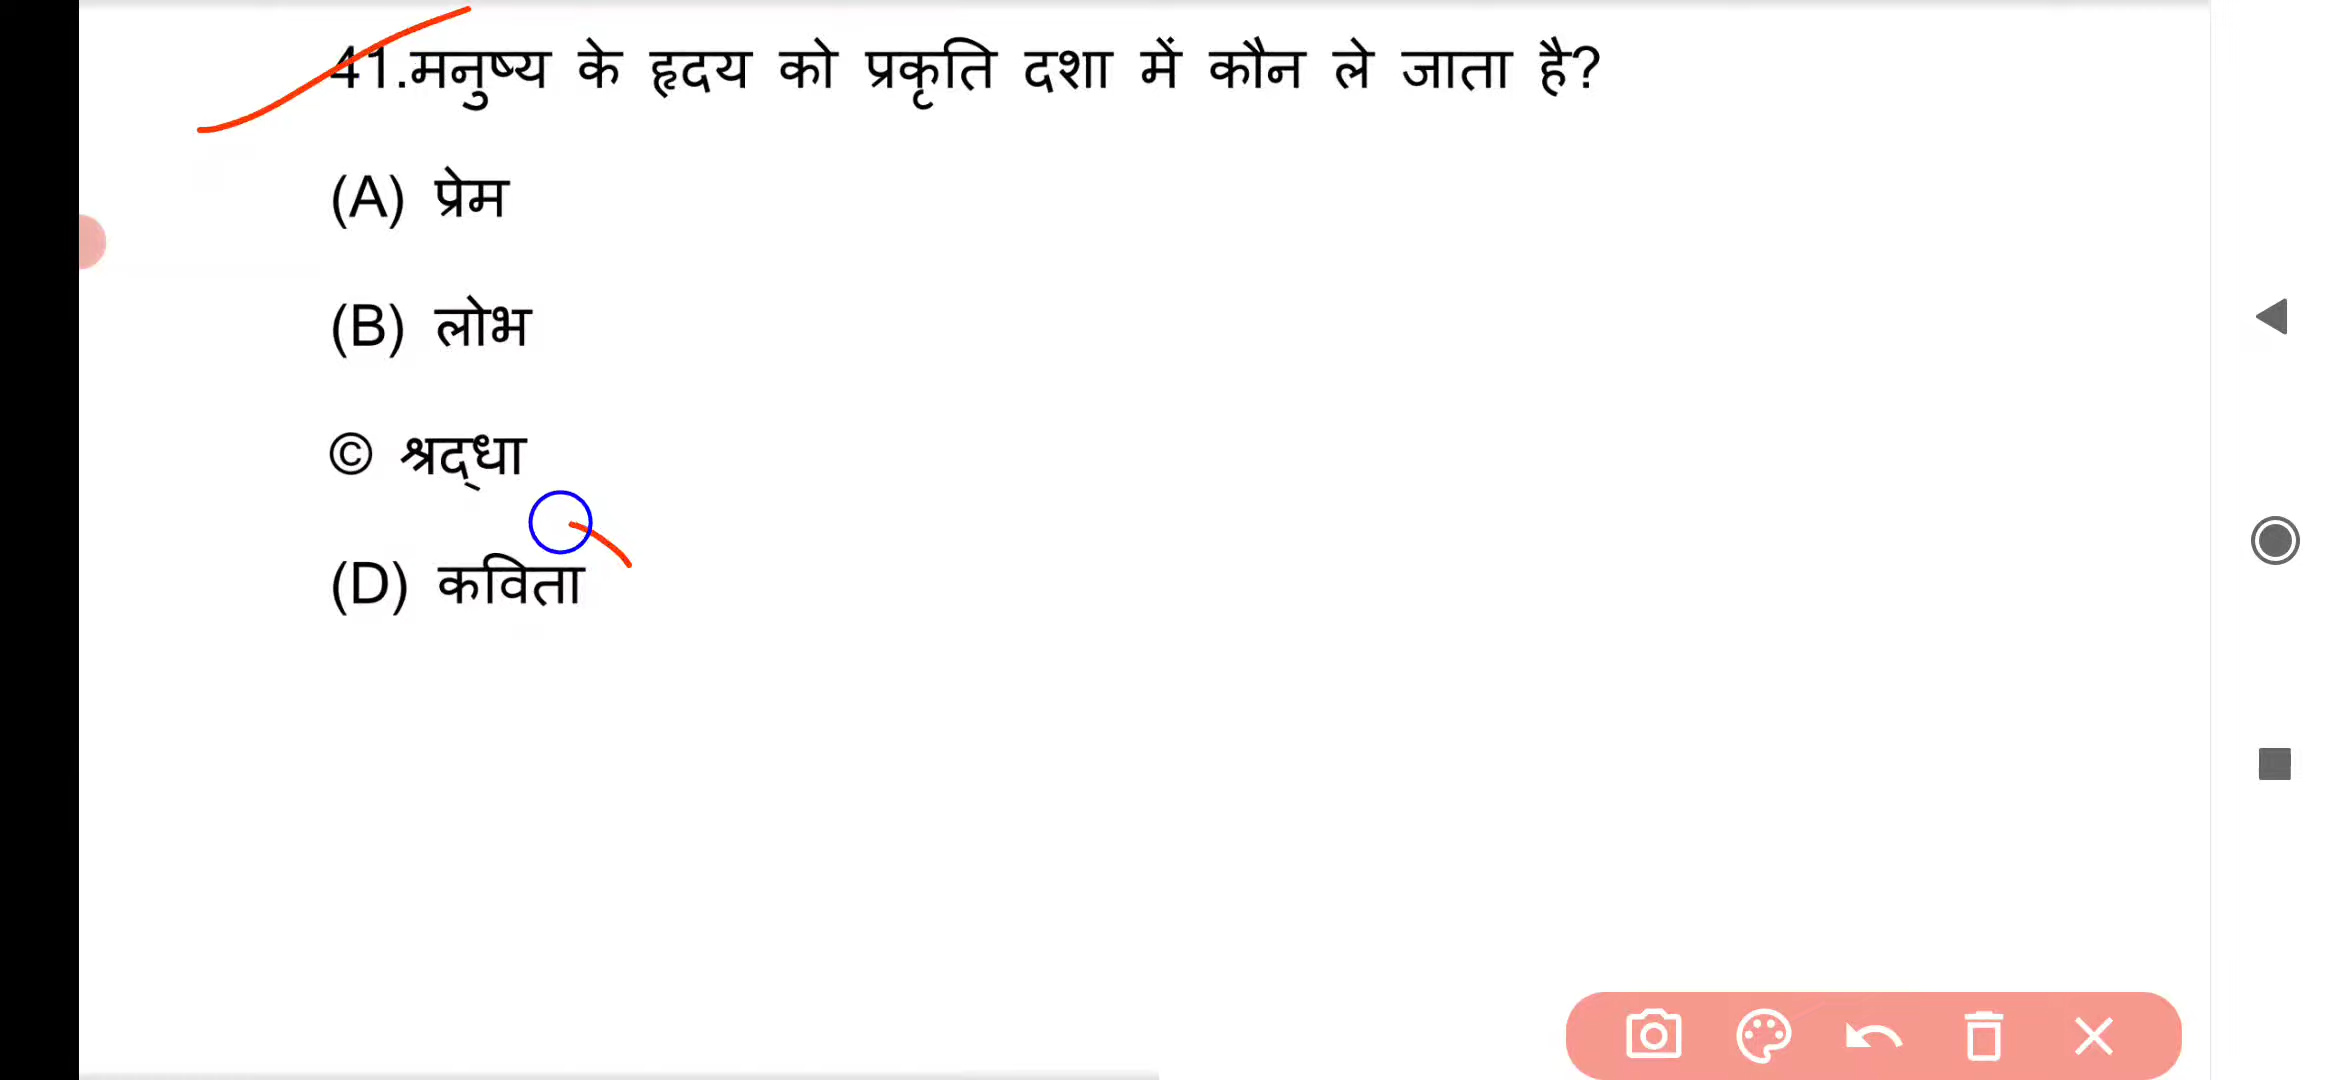 41.मनुष्य के हृदय को प्रकृति दशा में कौन ले जाता है?
(A) प्रेम
(B) लोभ
© श्रद्‌धा
(D) कविता